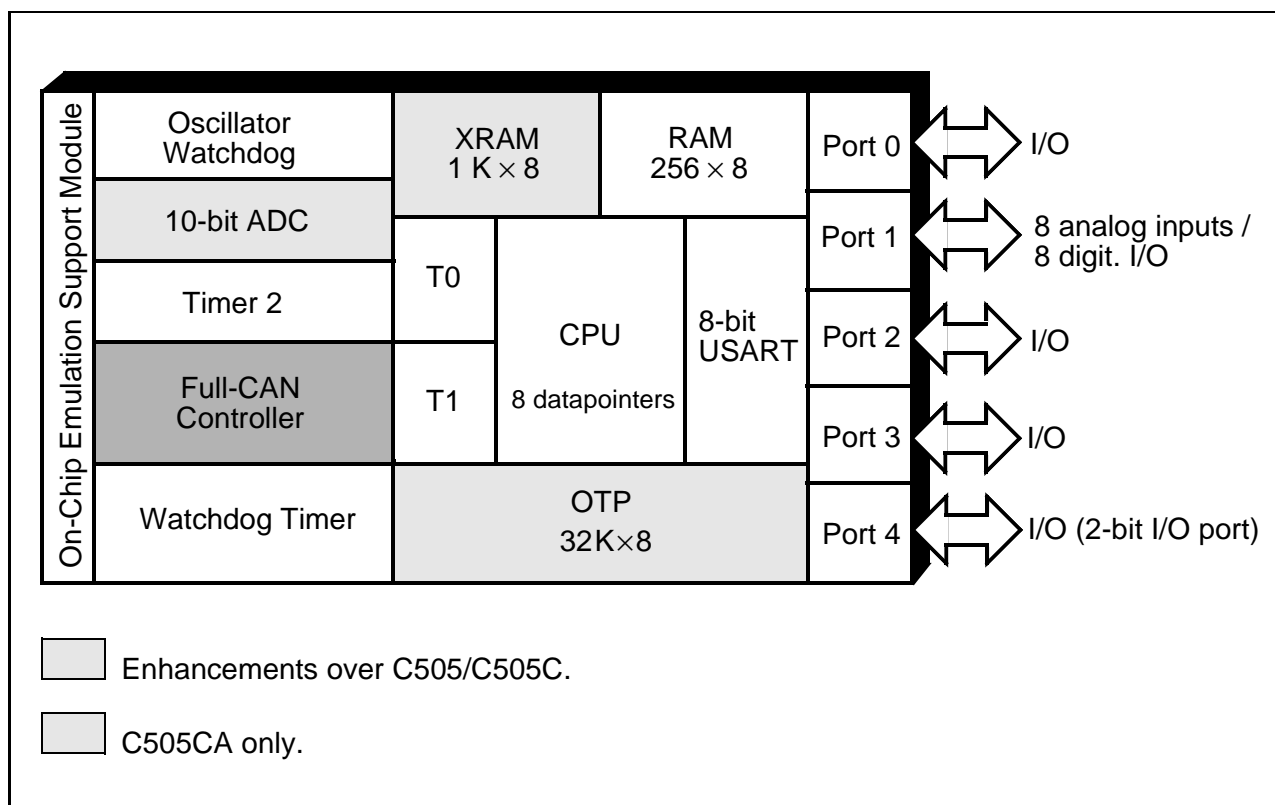 On-Chip Emulation Support Module
Oscillator
Watchdog
10-bit ADC
Timer 2
Full-CAN
Controller
Watchdog Timer
XRAM
1 K × 8
RAM
256 × 8
T0
T1
CPU
8 datapointers
8-bit
USART
OTP
32K×8
Port 0
I/O
Port 1
8 analog inputs /
8 digit. I/O
Port 2
I/O
Port 3
I/O
Port 4
I/O (2-bit I/O port)
Enhancements over C505/C505C.
C505CA only.